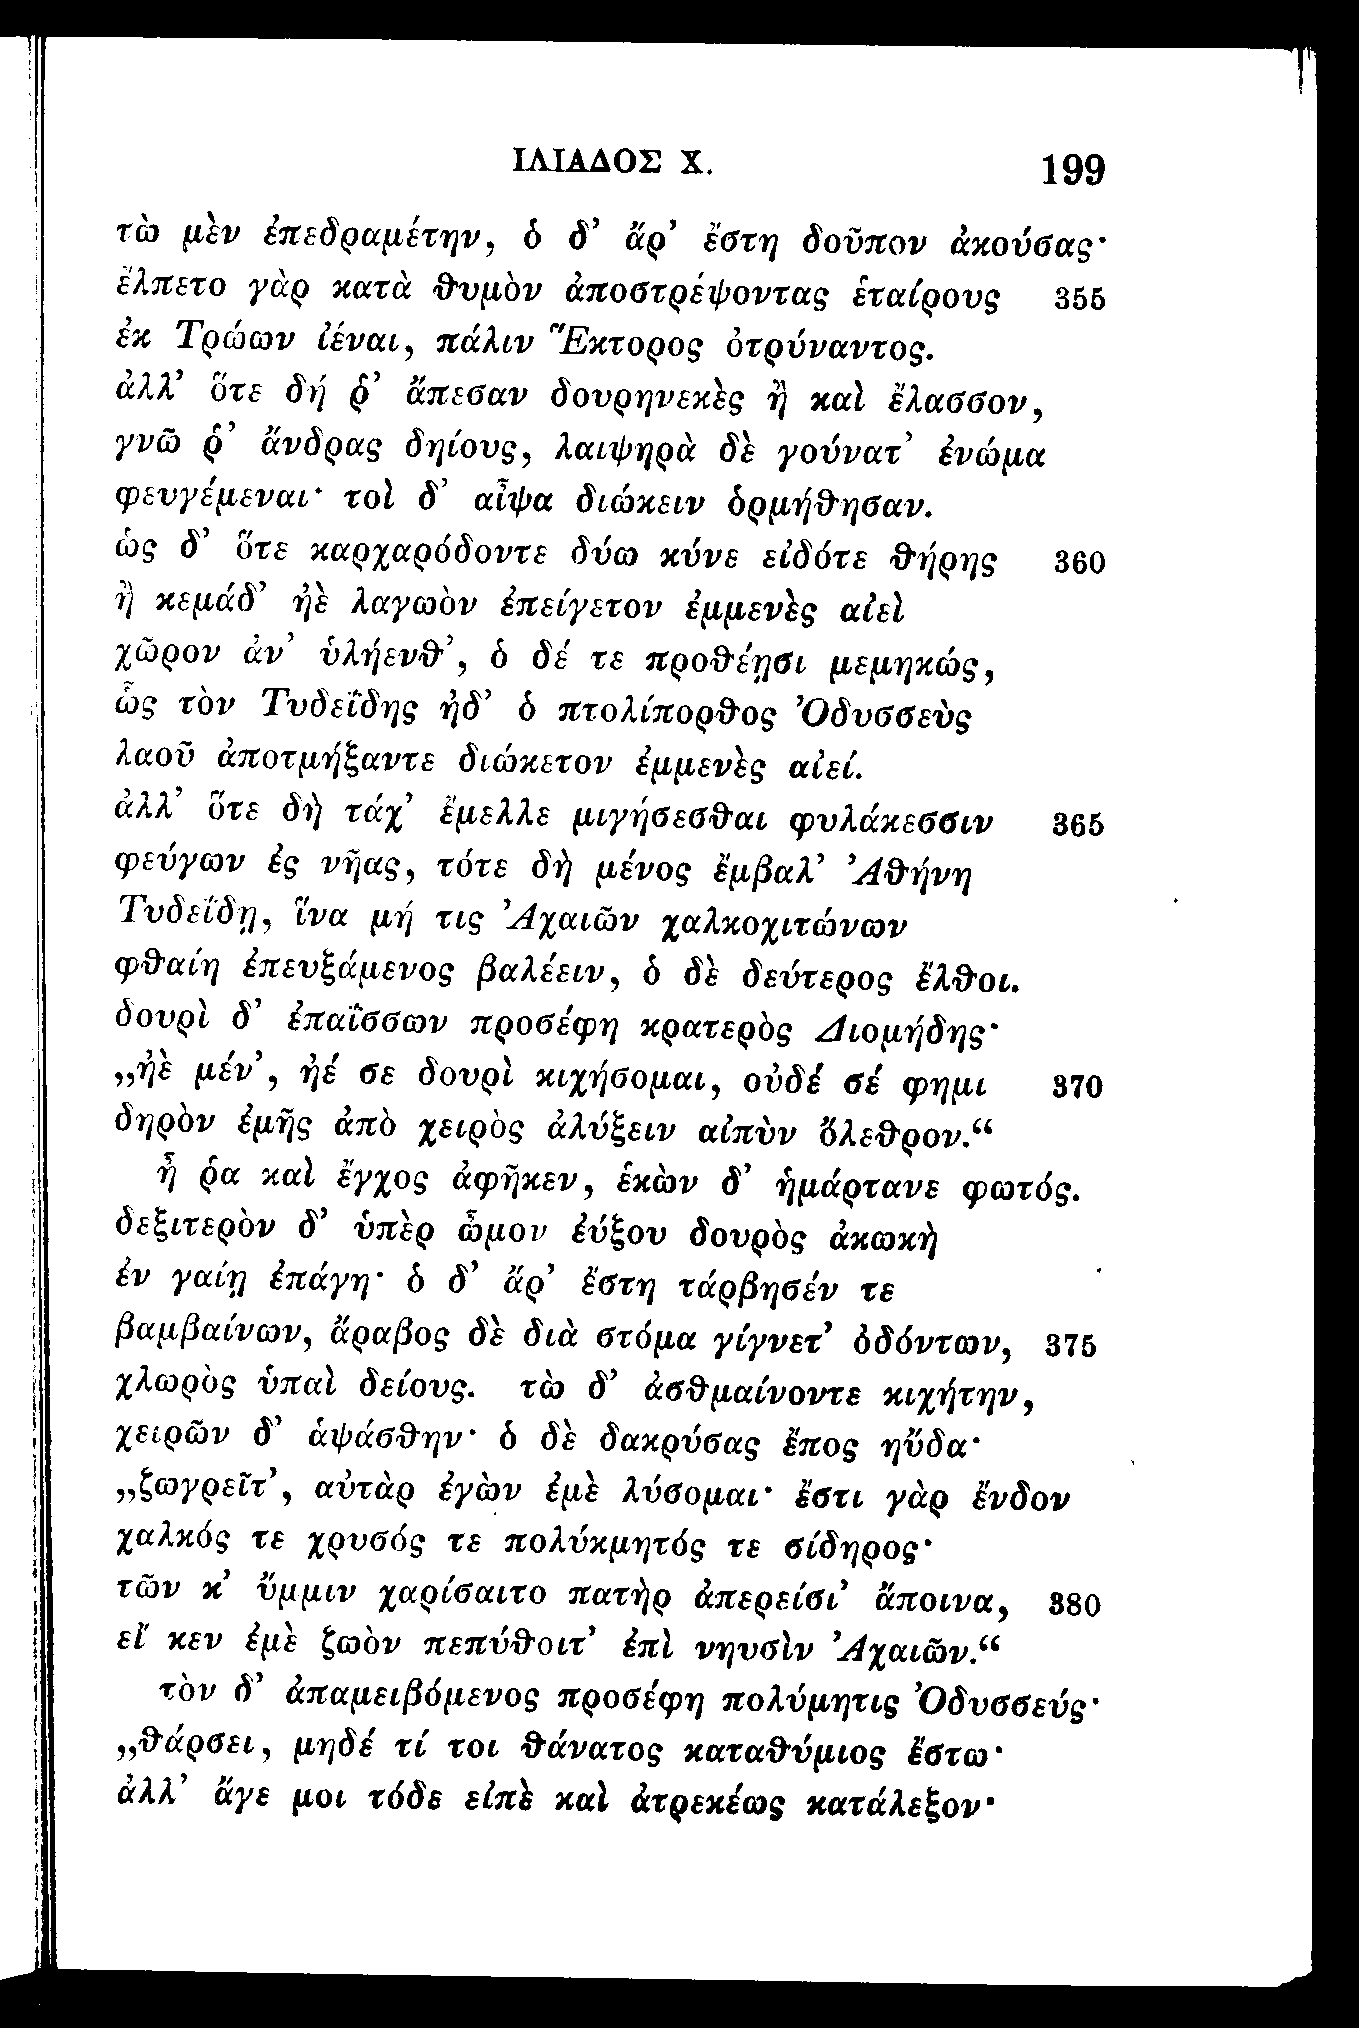 ΙΛΙΑΔΟΣ Χ. 199
τὼ μὲν ἐπεδραμέτην, ὁ δ’ ἄρ’ ἔστη δοῦπον ἀκούσας·
ἔλπετο γὰρ κατὰ θυμὸν ἀποστρέψοντας ἑταίρους 355
ἐκ Τρώων ἰέναι, πάλιν Ἕκτορος ὀτρύναντος.
ἀλλ’ ὅτε δή ῥ’ ἄπεσαν δουρηνεκὲς ἢ καὶ ἔλασσον,
γνῶ ῥ’ ἄνδρας δηίους, λαιψηρὰ δὲ γούνατ’ ἐνώμα
φευγέμεναι· τοὶ δ’ αἶψα διώκειν ὁρμήθησαν.
ὡς δ’ ὅτε καρχαρόδοντε δύω κύνε εἰδότε θήρης 360
ἢ κεμάδ’ ἠὲ λαγωὸν ἐπείγετον ἐμμενὲς αἰεὶ
χῶρον ἀν’ ὑλήενθ’, ὁ δέ τε προθέῃσι μεμηκώς,
ὣς τὸν Τυδεΐδης ἠδ’ ὁ πτολίπορθος Ὀδυσσεὺς
λαοῦ ἀποτμήξαντε διώκετον ἐμμενὲς αἰεί.
ἀλλ’ ὅτε δὴ τάχ’ ἔμελλε μιγήσεσθαι φυλάκεσσιν 365
φεύγων ἐς νῆας, τότε δὴ μένος ἔμβαλ’ Ἀθήνη
Τυδεΐδῃ, ἵνα μή τις Ἀχαιῶν χαλκοχιτώνων
φθαίη ἐπευξάμενος βαλέειν, ὁ δὲ δεύτερος ἔλθοι.
δουρὶ δ’ ἐπαΐσσων προσέφη κρατερὸς Διομήδης·
„ἠὲ μέν’, ἠέ σε δουρὶ κιχήσομαι, οὐδέ σέ φημι 370
δηρὸν ἐμῆς ἀπὸ χειρὸς ἀλύξειν αἰπὺν ὄλεθρον.“
ἦ ῥα καὶ ἔγχος ἀφῆκεν, ἑκὼν δ’ ἡμάρτανε φωτός.
δεξιτερὸν δ’ ὑπὲρ ὦμον ἐύξου δουρὸς ἀκωκὴ
ἐν γαίῃ ἐπάγη· ὁ δ’ ἄρ’ ἔστη τάρβησέν τε
βαμβαίνων, ἄραβος δὲ διὰ στόμα γίγνετ’ ὀδόντων, 375
χλωρὸς ὑπαὶ δείους. τὼ δ’ ἀσθμαίνοντε κιχήτην,
χειρῶν δ’ ἁψάσθην· ὁ δὲ δακρύσας ἔπος ηὔδα·
„ζωγρεῖτ’, αὐτὰρ ἐγὼν ἐμὲ λύσομαι· ἔστι γὰρ ἔνδον
χαλκός τε χρυσός τε πολύκμητός τε σίδηρος·
τῶν κ’ ὔμμιν χαρίσαιτο πατὴρ ἀπερείσι’ ἄποινα, 380
εἴ κεν ἐμὲ ζωὸν πεπύθοιτ’ ἐπὶ νηυσὶν Ἀχαιῶν.“
τὸν δ’ ἀπαμειβόμενος προσέφη πολύμητις Ὀδυσσεύς·
„θάρσει, μηδέ τί τοι θάνατος καταθύμιος ἔστω·
ἀλλ’ ἄγε μοι τόδε εἰπὲ καὶ ἀτρεκέως κατάλεξον·